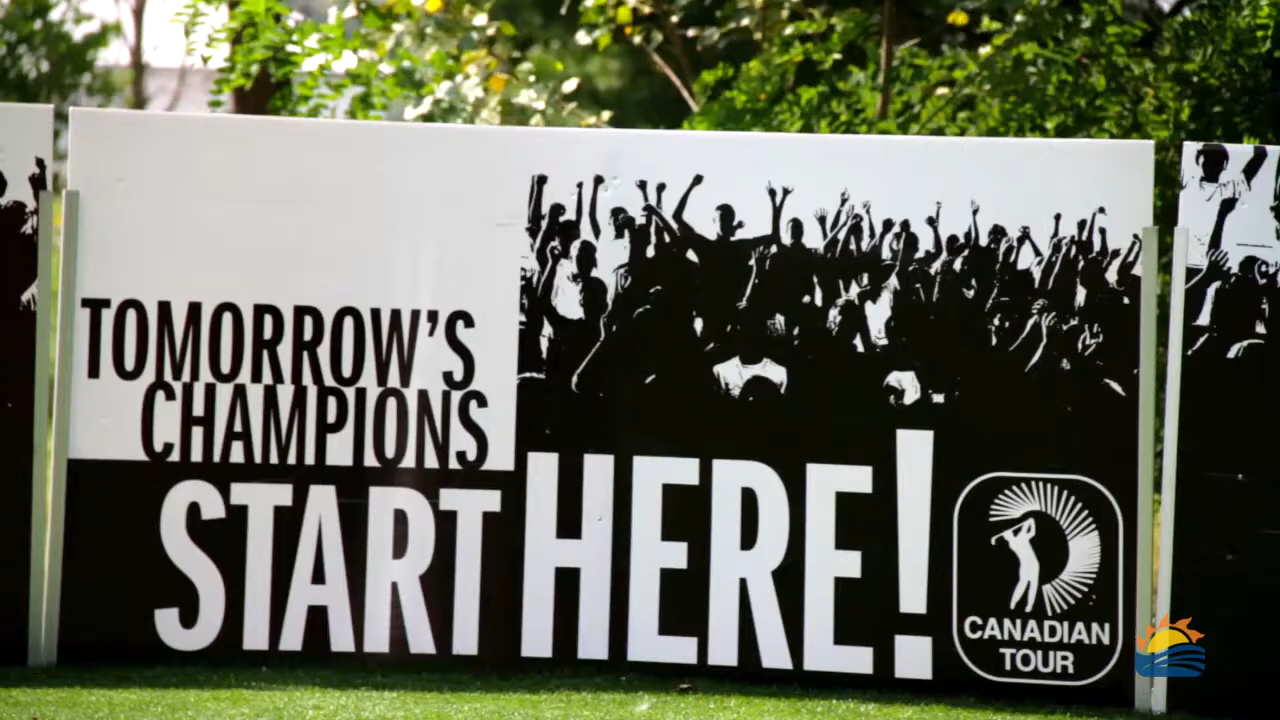 TOMORROW'S
CHAMPIONS
START HERE!
CANADIAN
TOUR